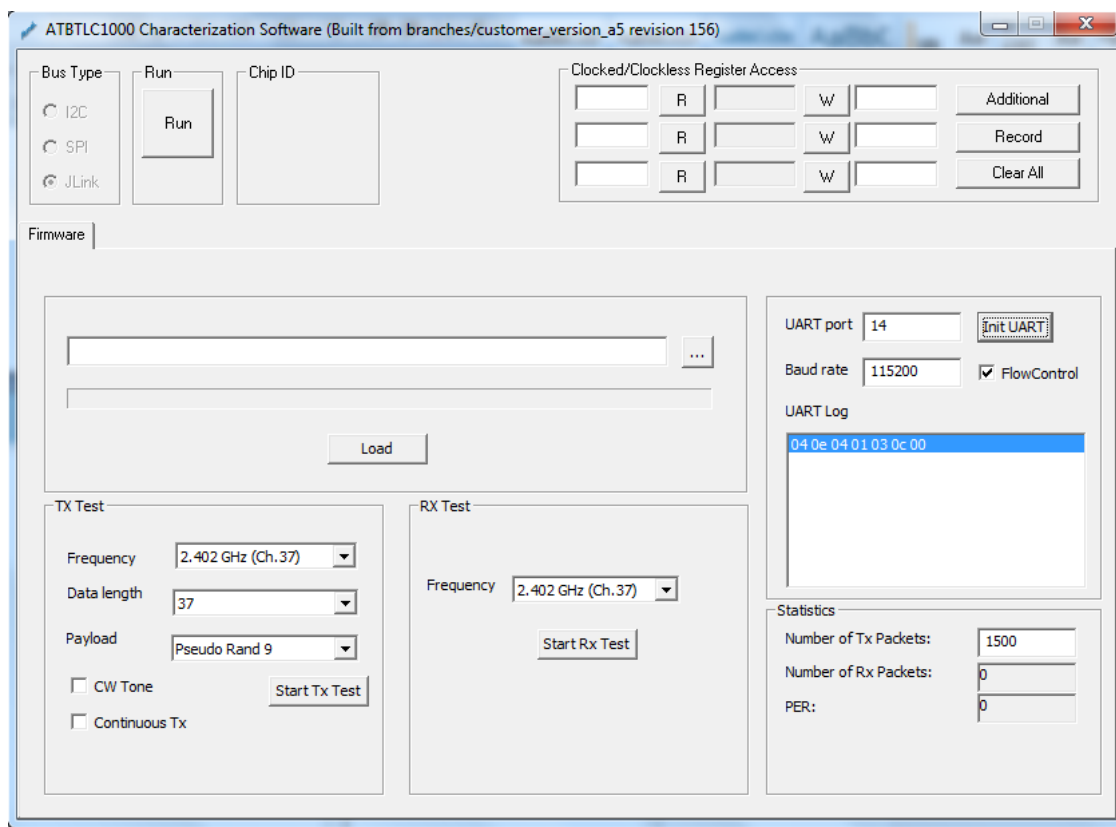 ATBTLC1000 Characterization Software (Built from branches/customer_version_a5 revision 156)
Bus Type
I2C
SPI
JLink
Run
Run
Chip ID
Clocked/Clockless Register Access
R W Additional
R W Record
R W Clear All
Firmware
...
Load
UART port 14 Init UART
Baud rate 115200 FlowControl
UART Log
04 0e 04 01 03 0c 00
TX Test
Frequency 2.402 GHz (Ch.37)
Data length 37
Payload Pseudo Rand 9
CW Tone Start Tx Test
Continuous Tx
RX Test
Frequency 2.402 GHz (Ch.37)
Start Rx Test
Statistics
Number of Tx Packets: 1500
Number of Rx Packets: 0
PER: 0